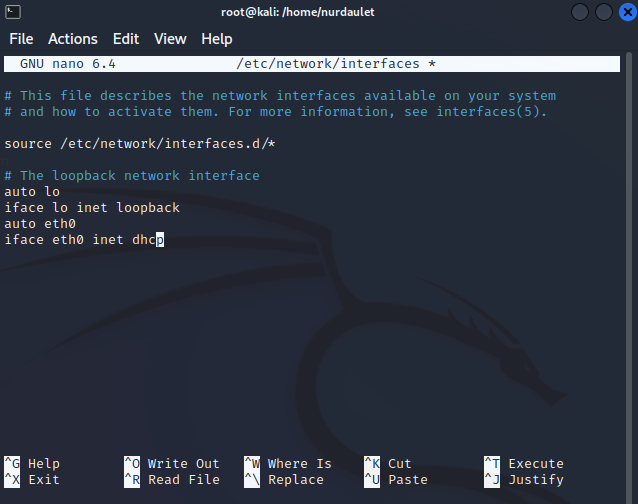 root@kali: /home/nurdaulet
File Actions Edit View Help
GNU nano 6.4 /etc/network/interfaces *
# This file describes the network interfaces available on your system
# and how to activate them. For more information, see interfaces(5).
source /etc/network/interfaces.d/*
# The loopback network interface
auto lo
iface lo inet loopback
auto eth0
iface eth0 inet dhcp
^G Help ^O Write Out ^W Where Is ^K Cut ^T Execute
^X Exit ^R Read File ^\ Replace ^U Paste ^J Justify